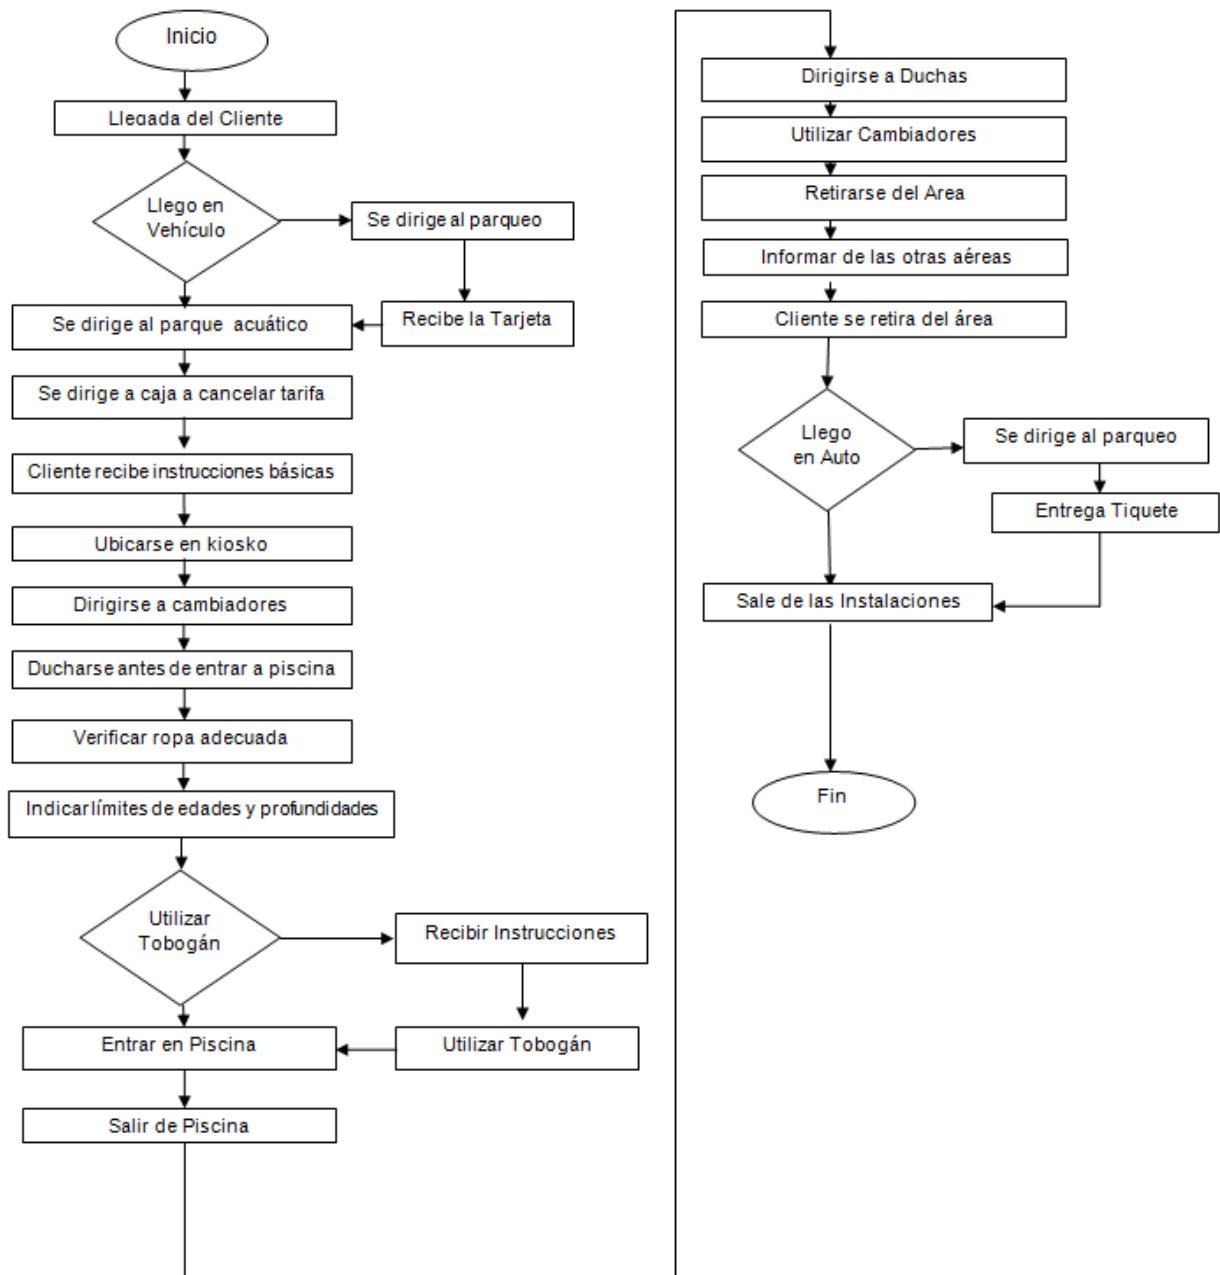 Inicio
Llegada del Cliente
Llego en
Vehículo
Se dirige al parqueo
Recibe la Tarjeta
Se dirige al parque acuático
Se dirige a caja a cancelar tarifa
Cliente recibe instrucciones básicas
Ubicarse en kiosko
Dirigirse a cambiadores
Ducharse antes de entrar a piscina
Verificar ropa adecuada
Indicar límites de edades y profundidades
Utilizar
Tobogán
Recibir Instrucciones
Utilizar Tobogán
Entrar en Piscina
Salir de Piscina
Dirigirse a Duchas
Utilizar Cambiadores
Retirarse del Area
Informar de las otras aéreas
Cliente se retira del área
Llego
en Auto
Se dirige al parqueo
Entrega Tiquete
Sale de las Instalaciones
Fin